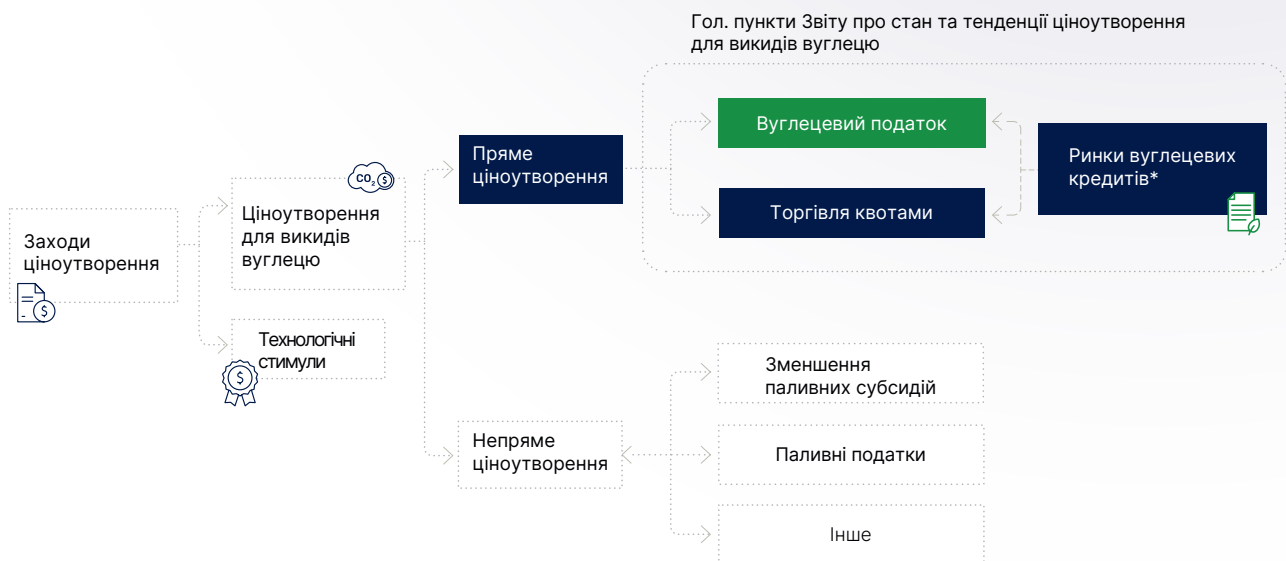 Гол. пункти Звіту про стан та тенденції ціноутворення
для викидів вуглецю
Вуглецевий податок
Пряме
ціноутворення
Ринки вуглецевих
кредитів*
CO₂ $
Торгівля квотами
Ціноутворення
для викидів
вуглецю
Заходи
ціноутворення
$
Технологічні
стимули
$
Зменшення
паливних субсидій
Непряме
ціноутворення
Паливні податки
Інше